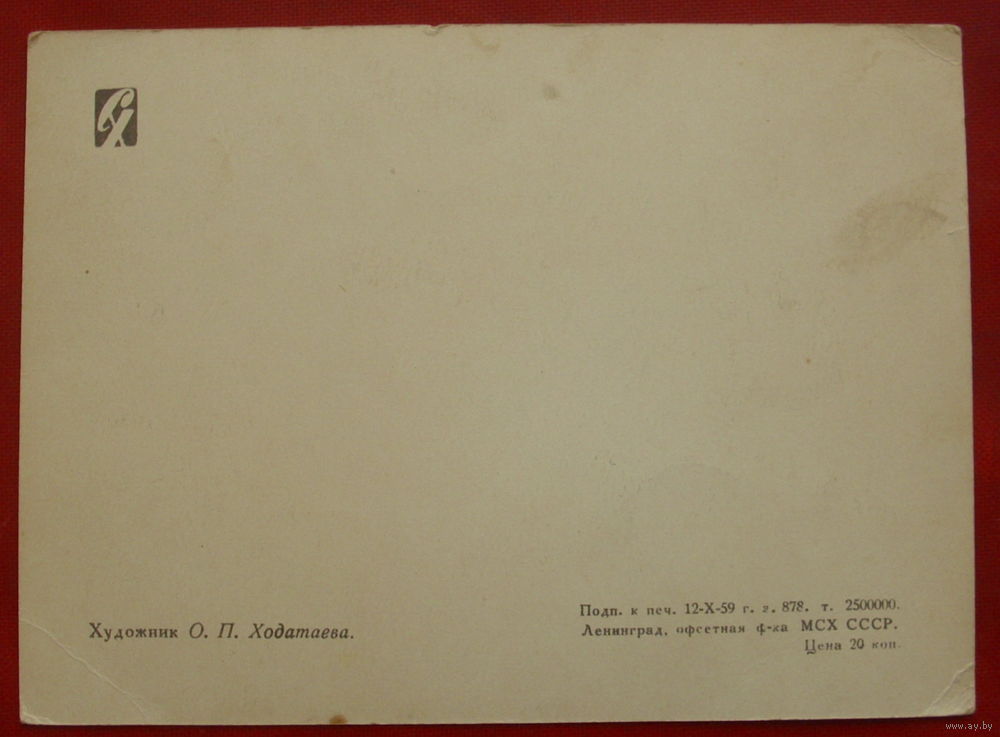 СХ
Художник О. П. Ходатаева.
Подп. к печ. 12-X-59 г. з. 878. т. 2500000.
Ленинград, офсетная ф-ка МСХ СССР.
Цена 20 коп.
www.ay.by